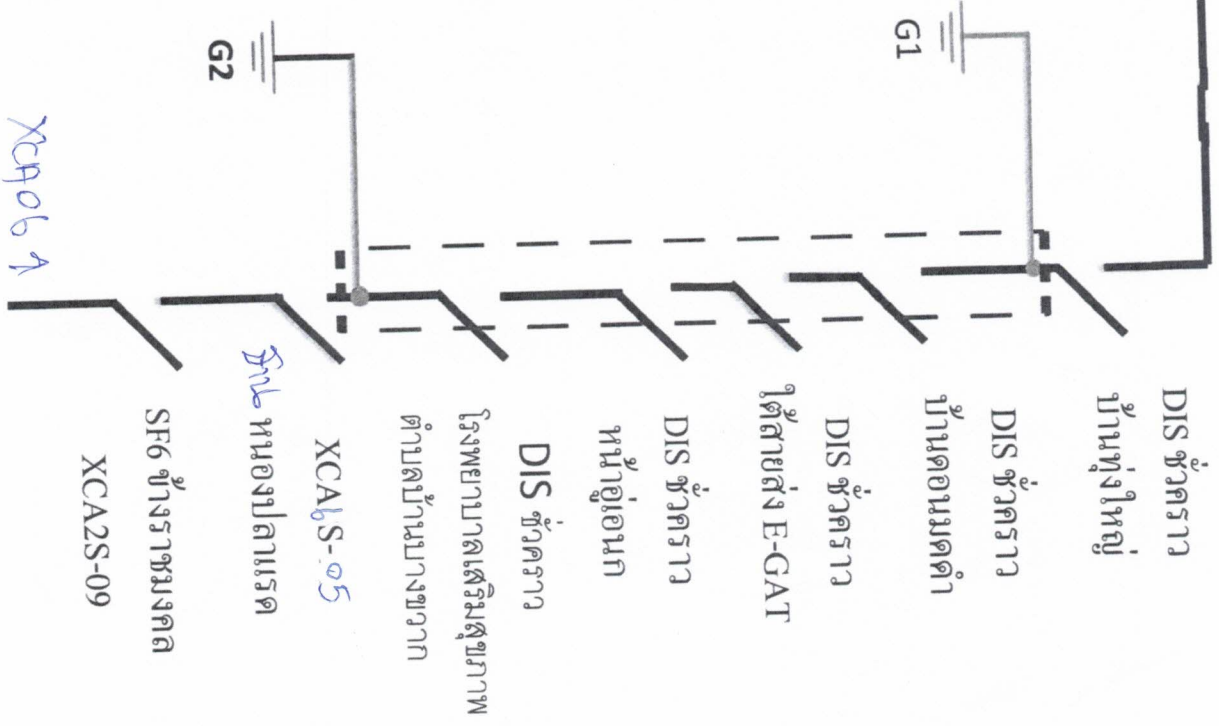 DIS ชั่วคราว
บ้านทุ่งใหญ่
DIS ชั่วคราว
บ้านดอนมดดำ
DIS ชั่วคราว
ใต้สายส่ง E-GAT
DIS ชั่วคราว
หน้าอู่เอนก
DIS ชั่วคราว
โรงพยาบาลเสริมสุขภาพ
ตำบลบ้านบางขวาก
XCA6S-05
หนองปลาแรด
SF6 ข้างราชมงคล
XCA2S-09
G1
G2
XCA06